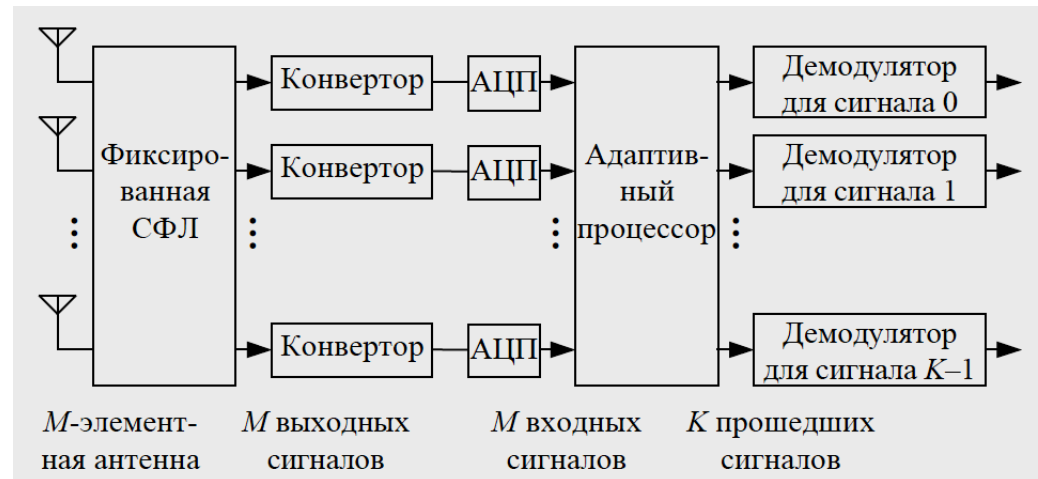 Конвертор
АЦП
Демодулятор
для сигнала 0
Фиксиро-
ванная
СФЛ
Конвертор
АЦП
Адаптив-
ный
процессор
Демодулятор
для сигнала 1
Конвертор
АЦП
Демодулятор
для сигнала K–1
M-элемент-
ная антенна
M выходных
сигналов
M входных
сигналов
K прошедших
сигналов